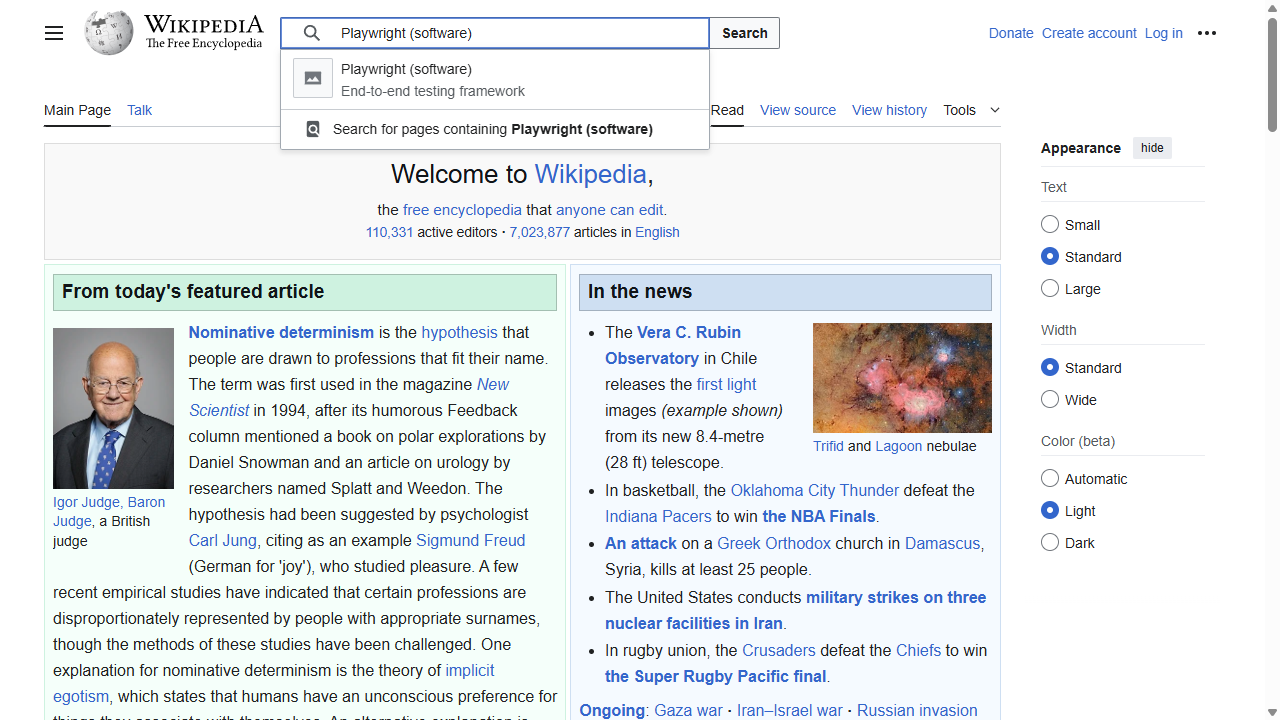 WIKIPEDIA
The Free Encyclopedia
Playwright (software)
Search
Donate Create account Log in
Playwright (software)
End-to-end testing framework
Search for pages containing Playwright (software)
Main Page Talk
Read View source View history Tools
Welcome to Wikipedia,
the free encyclopedia that anyone can edit.
110,331 active editors · 7,023,877 articles in English
From today's featured article
Igor Judge, Baron
Judge, a British
judge
Nominative determinism is the hypothesis that
people are drawn to professions that fit their name.
The term was first used in the magazine New
Scientist in 1994, after its humorous Feedback
column mentioned a book on polar explorations by
Daniel Snowman and an article on urology by
researchers named Splatt and Weedon. The
hypothesis had been suggested by psychologist
Carl Jung, citing as an example Sigmund Freud
(German for 'joy'), who studied pleasure. A few
recent empirical studies have indicated that certain professions are
disproportionately represented by people with appropriate surnames,
though the methods of these studies have been challenged. One
explanation for nominative determinism is the theory of implicit
egotism, which states that humans have an unconscious preference for
things they associate with themselves. An alternative explanation is
In the news
The Vera C. Rubin
Observatory in Chile
releases the first light
images (example shown)
from its new 8.4-metre
(28 ft) telescope.
Trifid and Lagoon nebulae
In basketball, the Oklahoma City Thunder defeat the
Indiana Pacers to win the NBA Finals.
An attack on a Greek Orthodox church in Damascus,
Syria, kills at least 25 people.
The United States conducts military strikes on three
nuclear facilities in Iran.
In rugby union, the Crusaders defeat the Chiefs to win
the Super Rugby Pacific final.
Ongoing: Gaza war · Iran–Israel war · Russian invasion
Appearance hide
Text
Small
Standard
Large
Width
Standard
Wide
Color (beta)
Automatic
Light
Dark